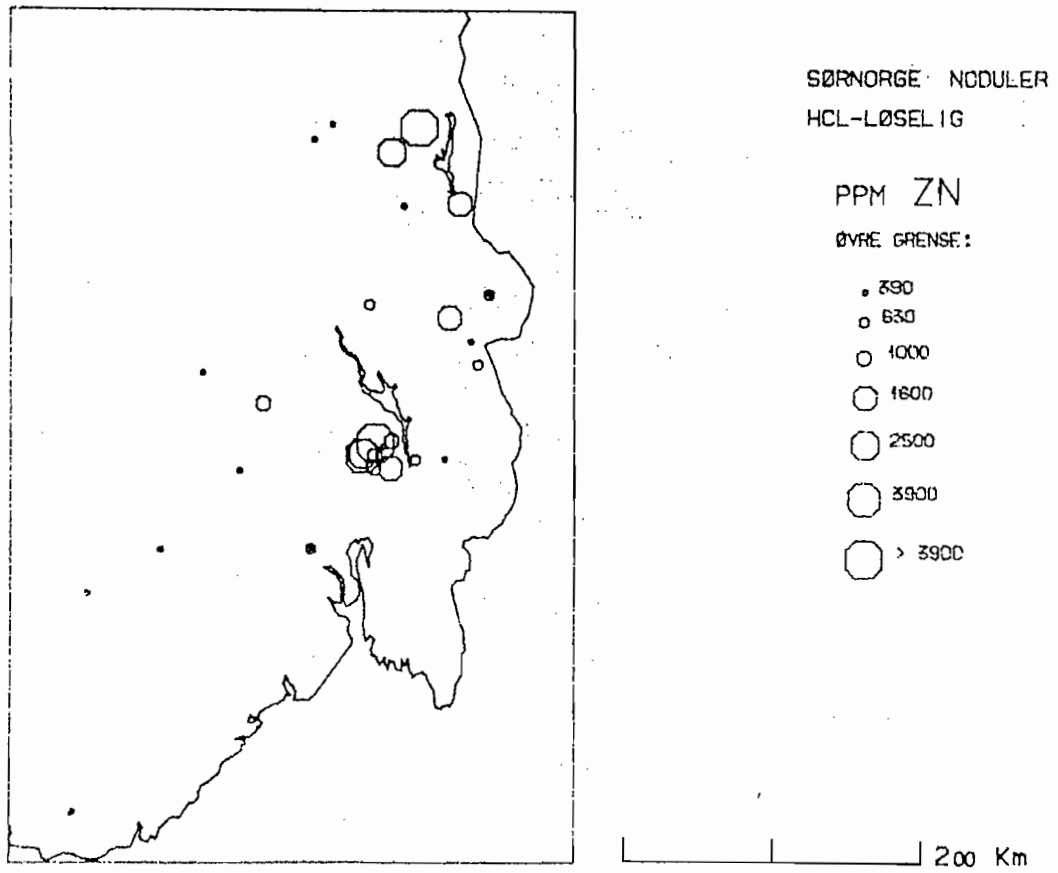 SØRNORGE NODULER
HCL-LØSELIG
PPM ZN
ØVRE GRENSE:
390
630
1000
1600
2500
3900
> 3900
200 Km